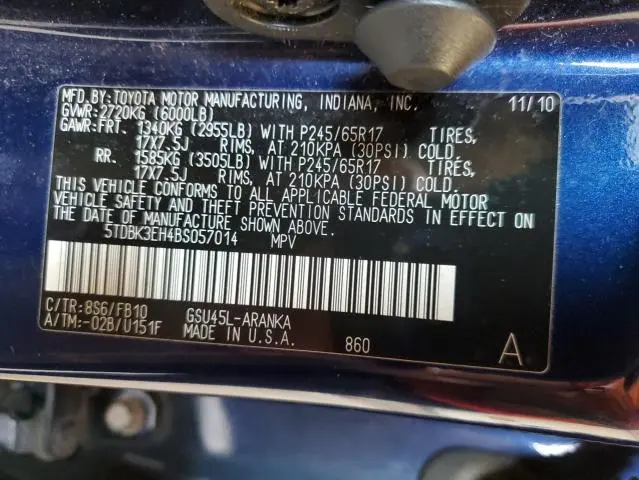 MFD.BY:TOYOTA MOTOR MANUFACTURING, INDIANA, INC. 11/10
GVWR:2720KG (6000LB)
GAWR:FRT. 1340KG (2955LB) WITH P245/65R17 TIRES,
17X7.5J RIMS, AT 210KPA (30PSI) COLD.
RR. 1585KG (3505LB) WITH P245/65R17 TIRES,
17X7.5J RIMS, AT 210KPA (30PSI) COLD.
THIS VEHICLE CONFORMS TO ALL APPLICABLE FEDERAL MOTOR
VEHICLE SAFETY AND THEFT PREVENTION STANDARDS IN EFFECT ON
THE DATE OF MANUFACTURE SHOWN ABOVE.
5TDBK3EH4BS057014 MPV
C/TR:8S6/FB10 GSU45L-ARANKA
A/TM:-02B/U151F MADE IN U.S.A. 860 A